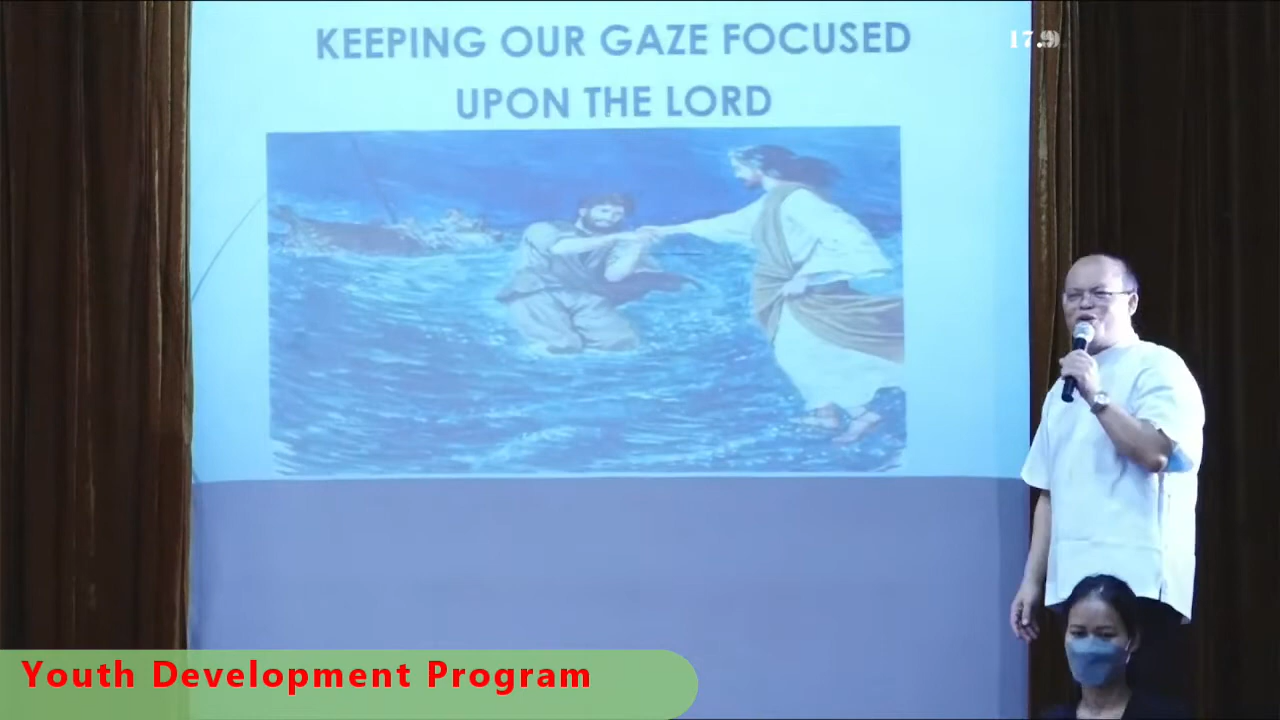 KEEPING OUR GAZE FOCUSED
UPON THE LORD
Youth Development Program